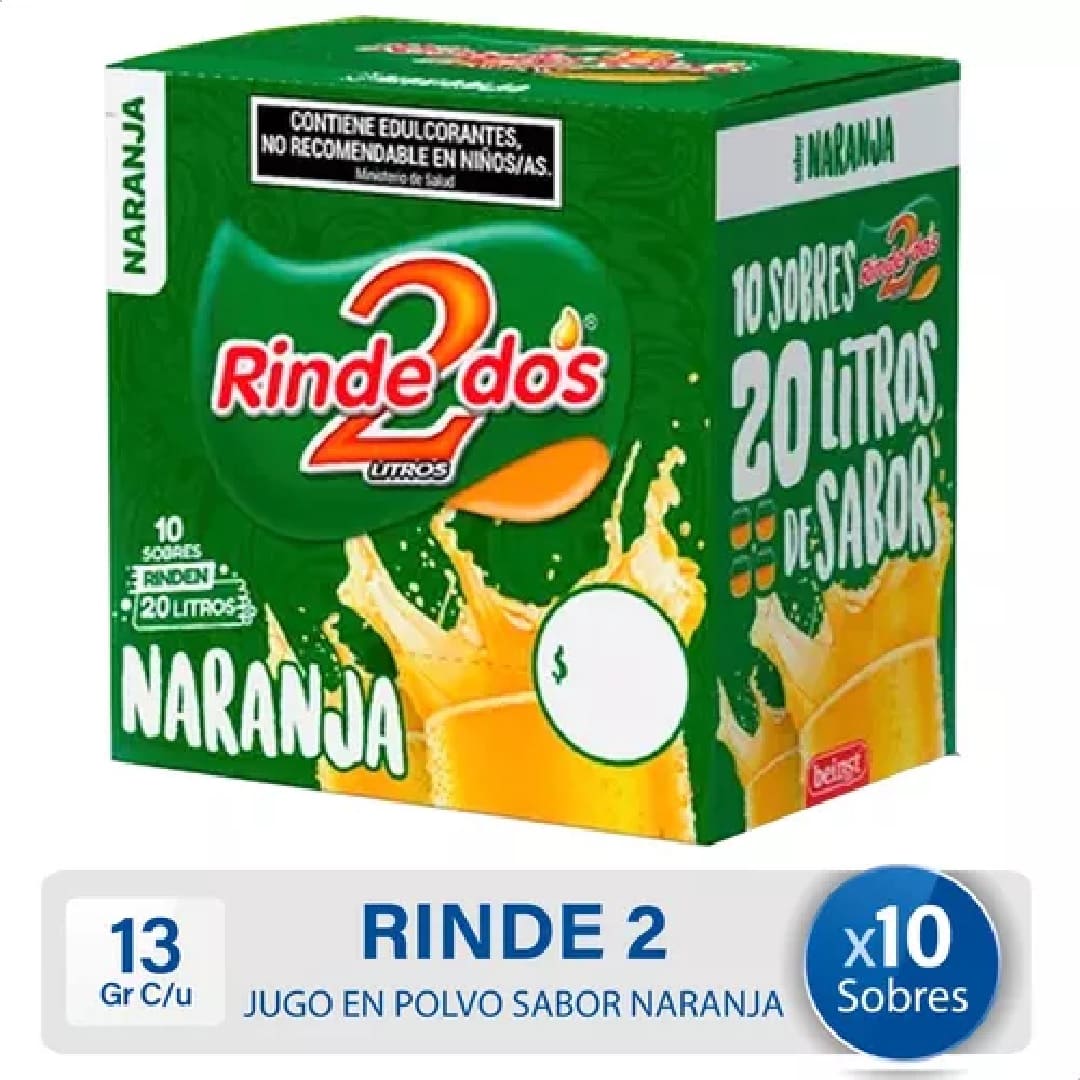 NARANJA
CONTIENE EDULCORANTES,
NO RECOMENDABLE EN NIÑOS/AS.
Ministerio de Salud
2
Rinde dos
®
LITROS
10
SOBRES
RINDEN
20 LITROS
NARANJA
$
sabor NARANJA
10 SOBRES
Rinde 2 dos
20 LITROS
DE SABOR
beingt
13
Gr C/u
RINDE 2
JUGO EN POLVO SABOR NARANJA
x10
Sobres